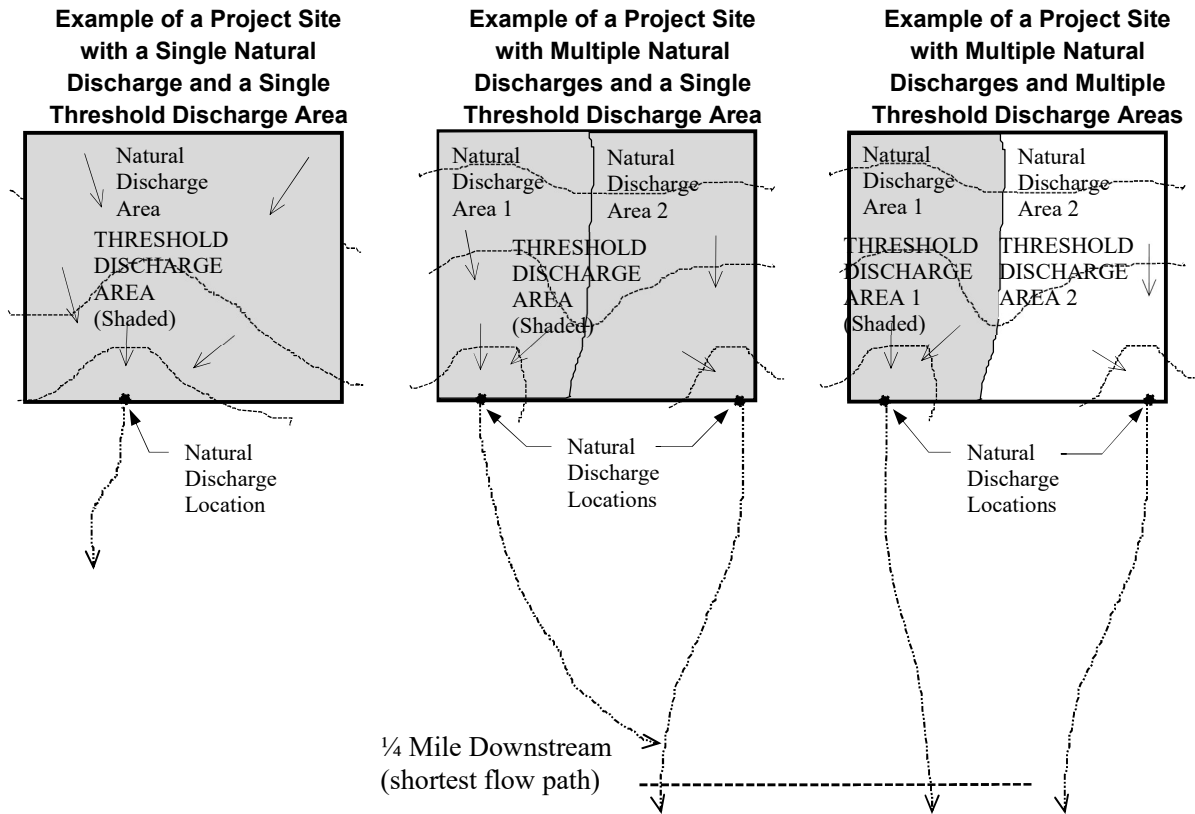 Example of a Project Site
with a Single Natural
Discharge and a Single
Threshold Discharge Area
Natural
Discharge
Area
THRESHOLD
DISCHARGE
AREA
(Shaded)
Natural
Discharge
Location
Example of a Project Site
with Multiple Natural
Discharges and a Single
Threshold Discharge Area
Natural
Discharge
Area 1
Natural
Discharge
Area 2
THRESHOLD
DISCHARGE
AREA
(Shaded)
Natural
Discharge
Locations
¼ Mile Downstream
(shortest flow path)
Example of a Project Site
with Multiple Natural
Discharges and Multiple
Threshold Discharge Areas
Natural
Discharge
Area 1
Natural
Discharge
Area 2
THRESHOLD
DISCHARGE
AREA 1
(Shaded)
THRESHOLD
DISCHARGE
AREA 2
Natural
Discharge
Locations